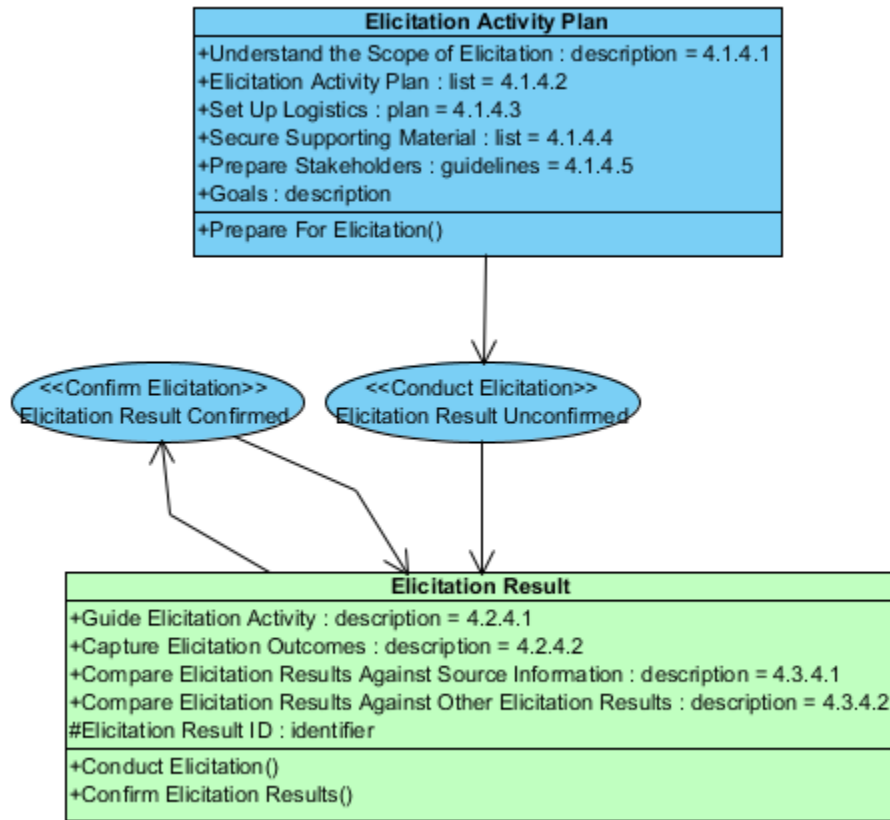 Elicitation Activity Plan
+Understand the Scope of Elicitation : description = 4.1.4.1
+Elicitation Activity Plan : list = 4.1.4.2
+Set Up Logistics : plan = 4.1.4.3
+Secure Supporting Material : list = 4.1.4.4
+Prepare Stakeholders : guidelines = 4.1.4.5
+Goals : description
+Prepare For Elicitation()
<<Confirm Elicitation>>
Elicitation Result Confirmed
<<Conduct Elicitation>>
Elicitation Result Unconfirmed
Elicitation Result
+Guide Elicitation Activity : description = 4.2.4.1
+Capture Elicitation Outcomes : description = 4.2.4.2
+Compare Elicitation Results Against Source Information : description = 4.3.4.1
+Compare Elicitation Results Against Other Elicitation Results : description = 4.3.4.2
#Elicitation Result ID : identifier
+Conduct Elicitation()
+Confirm Elicitation Results()